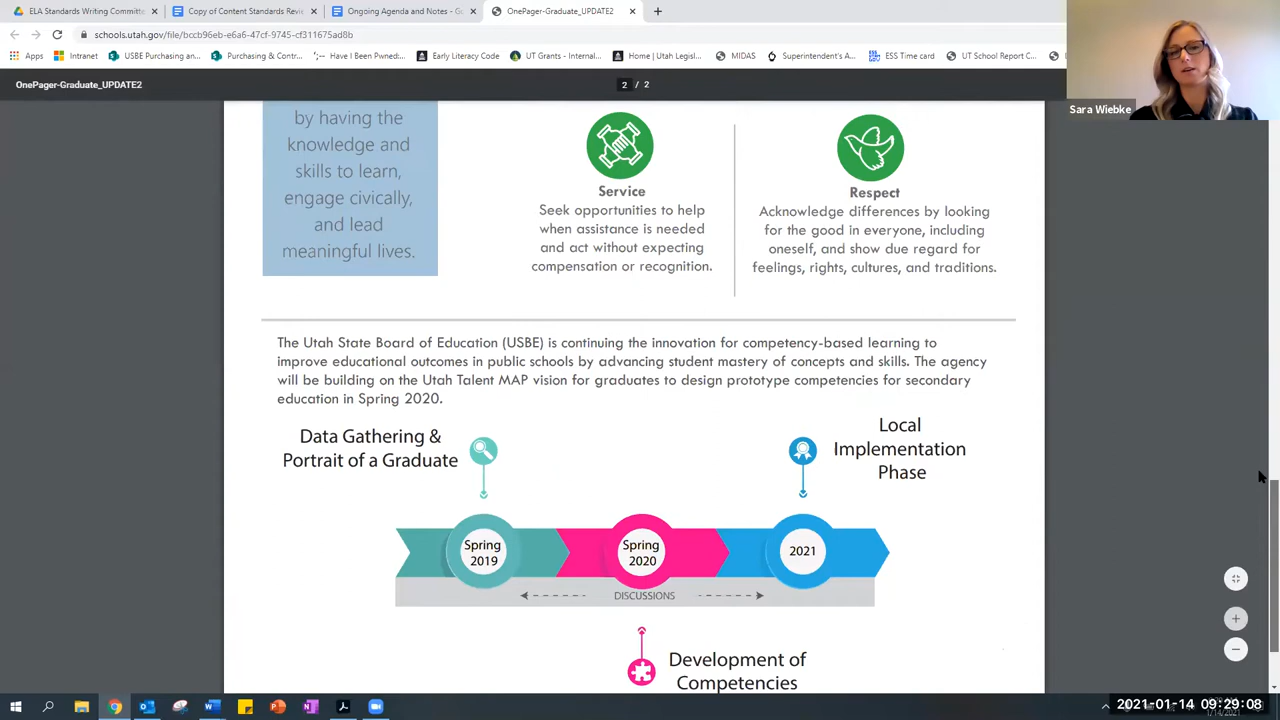 ELA Standards Writing Committe
Copy of Content Standards Revie
Ongoing Agenda and Notes - Go
OnePager-Graduate_UPDATE2
schools.utah.gov/file/bccb96eb-e6a6-47cf-9745-cf311675ad8b
Apps
Intranet
USBE Purchasing an...
Purchasing & Contr...
Have I Been Pwned:...
Early Literacy Code
UT Grants - Internal...
Home | Utah Legisl...
MIDAS
Superintendent's A...
ESS Time card
UT School Report C...
OnePager-Graduate_UPDATE2
2 / 2
Sara Wiebke
by having the
knowledge and
skills to learn,
engage civically,
and lead
meaningful lives.
Service
Seek opportunities to help
when assistance is needed
and act without expecting
compensation or recognition.
Respect
Acknowledge differences by looking
for the good in everyone, including
oneself, and show due regard for
feelings, rights, cultures, and traditions.
The Utah State Board of Education (USBE) is continuing the innovation for competency-based learning to
improve educational outcomes in public schools by advancing student mastery of concepts and skills. The agency
will be building on the Utah Talent MAP vision for graduates to design prototype competencies for secondary
education in Spring 2020.
Data Gathering &
Portrait of a Graduate
Local
Implementation
Phase
Spring
2019
Spring
2020
2021
DISCUSSIONS
Development of
Competencies
2021-01-14 09:29:08